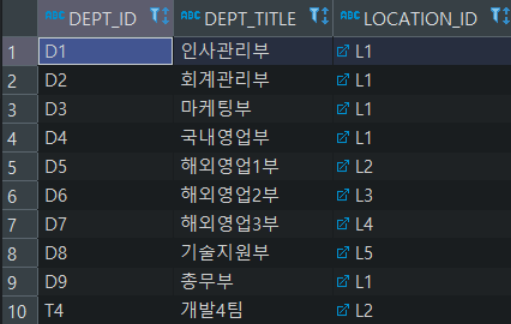 ABC DEPT_ID ABC DEPT_TITLE ABC LOCATION_ID
1 D1 인사관리부 L1
2 D2 회계관리부 L1
3 D3 마케팅부 L1
4 D4 국내영업부 L1
5 D5 해외영업1부 L2
6 D6 해외영업2부 L3
7 D7 해외영업3부 L4
8 D8 기술지원부 L5
9 D9 총무부 L1
10 T4 개발4팀 L2